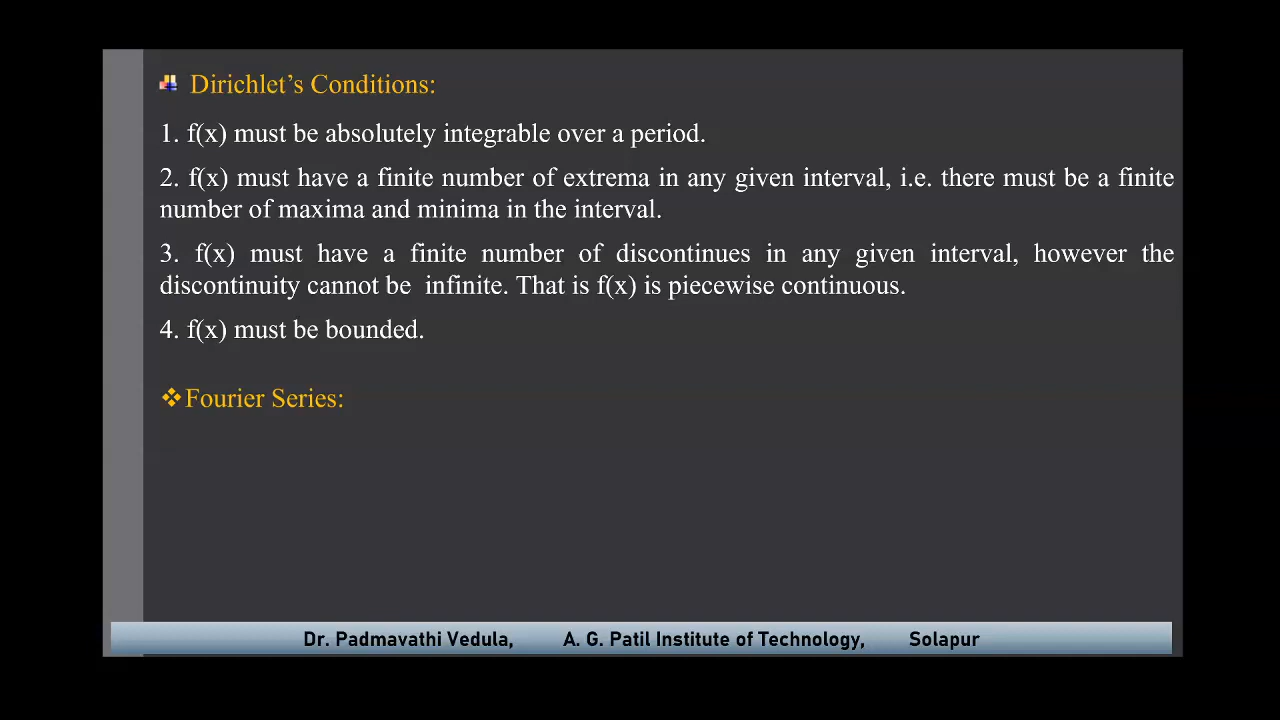 Dirichlet’s Conditions:
1. f(x) must be absolutely integrable over a period.
2. f(x) must have a finite number of extrema in any given interval, i.e. there must be a finite
number of maxima and minima in the interval.
3. f(x) must have a finite number of discontinues in any given interval, however the
discontinuity cannot be infinite. That is f(x) is piecewise continuous.
4. f(x) must be bounded.
❖Fourier Series:
Dr. Padmavathi Vedula, A. G. Patil Institute of Technology, Solapur